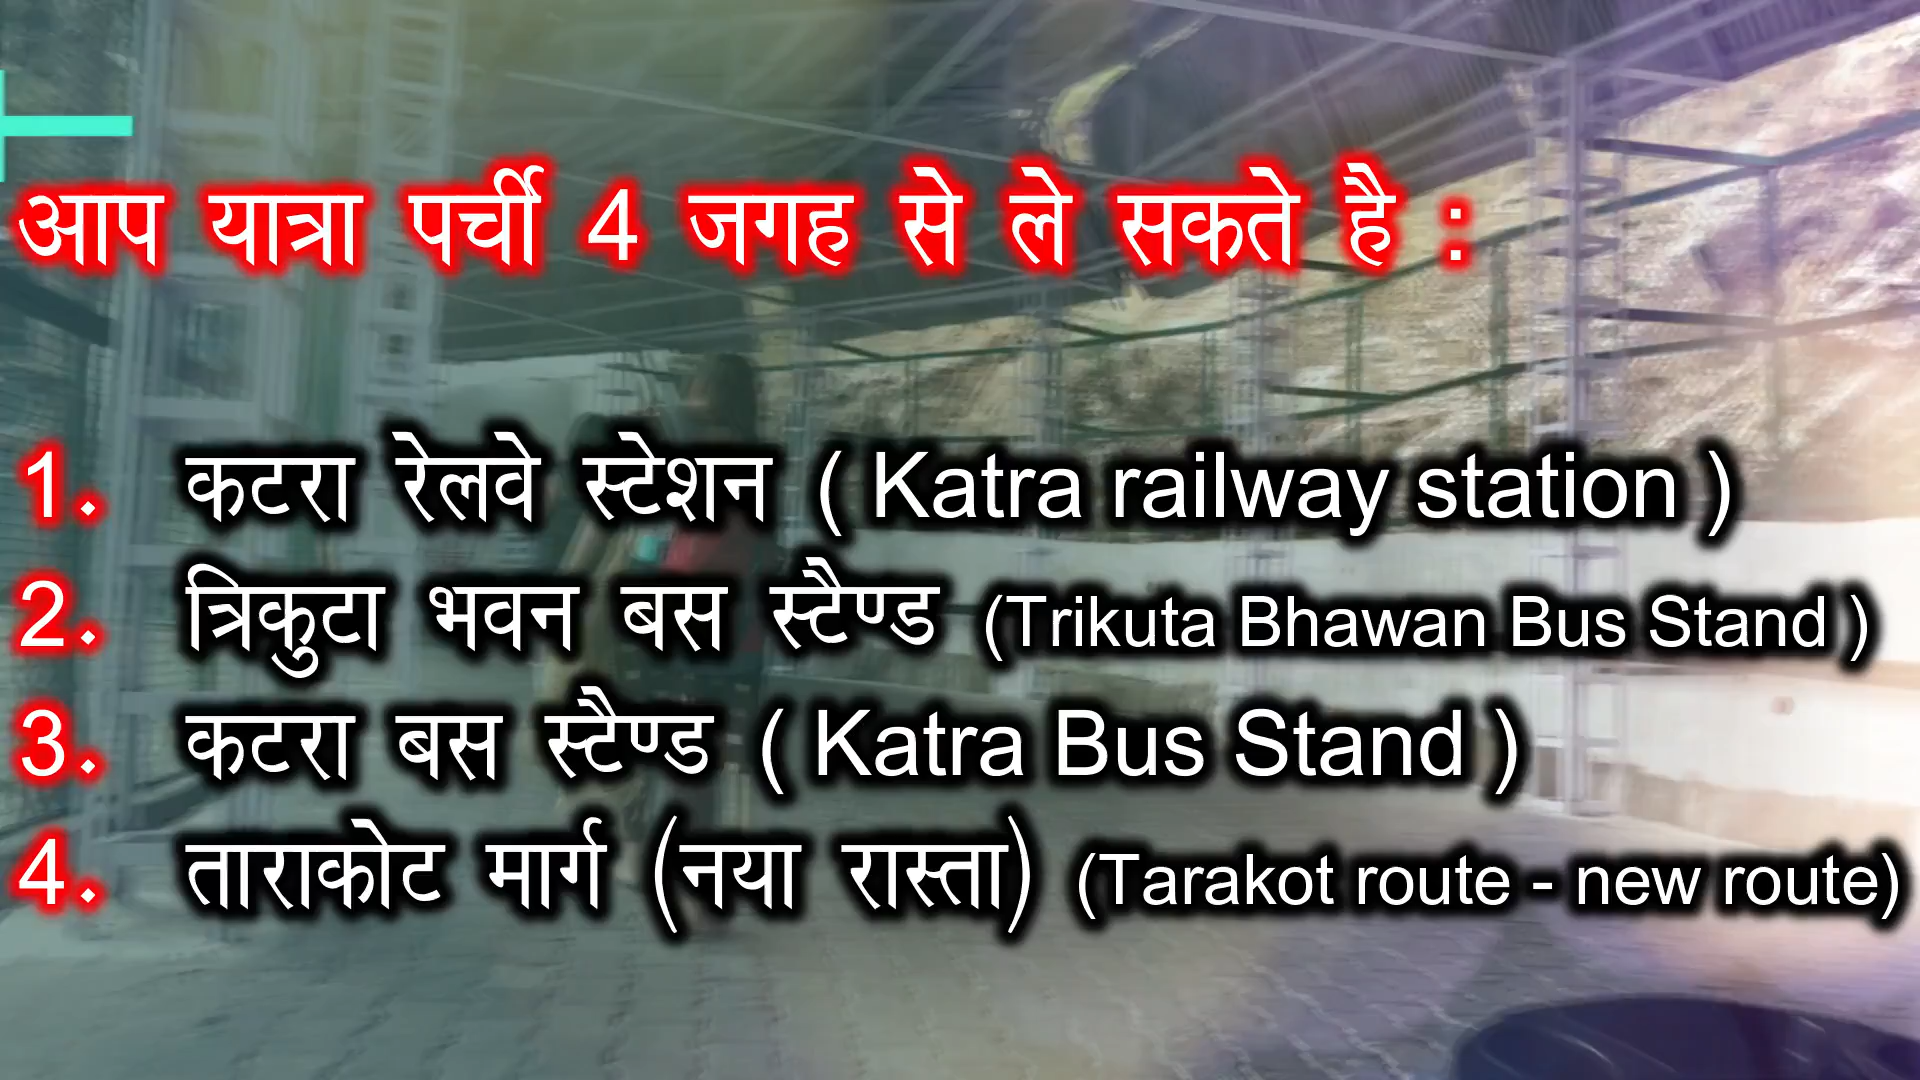 आप यात्रा पर्ची 4 जगह से ले सकते है :
1. कटरा रेलवे स्टेशन ( Katra railway station )
2. त्रिकुटा भवन बस स्टैण्ड (Trikuta Bhawan Bus Stand )
3. कटरा बस स्टैण्ड ( Katra Bus Stand )
4. ताराकोट मार्ग (नया रास्ता) (Tarakot route - new route)